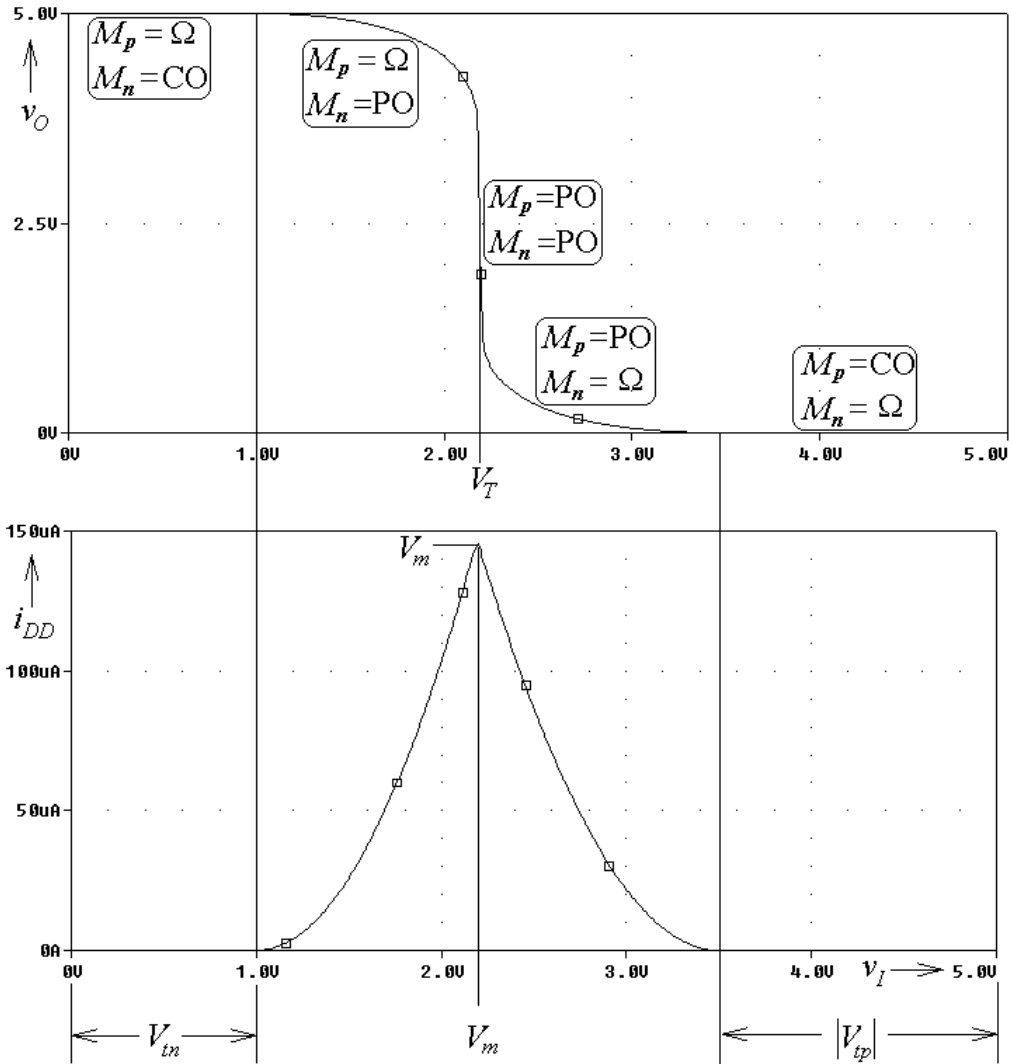 5.0V
v_O
M_p = Ω
M_n = CO
M_p = Ω
M_n = PO
M_p = PO
M_n = PO
2.5V
M_p = PO
M_n = Ω
M_p = CO
M_n = Ω
0V
0V 1.0V 2.0V 3.0V 4.0V 5.0V
V_T
150uA
i_DD
V_m
100uA
50uA
0A
0V 1.0V 2.0V 3.0V 4.0V v_I 5.0V
V_tn V_m |V_tp|